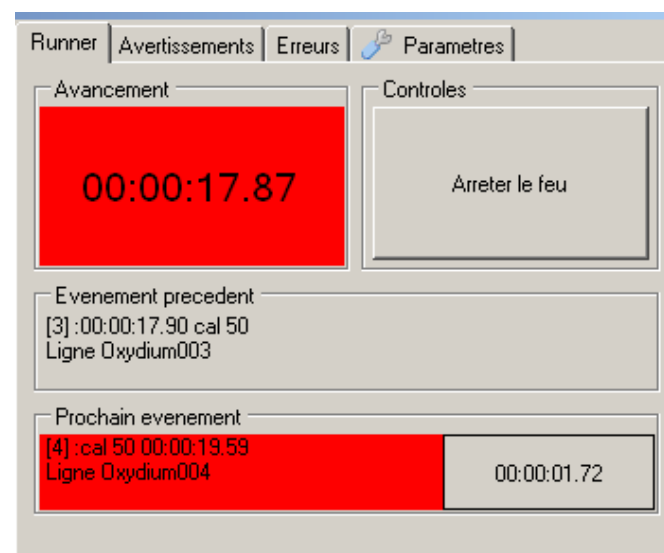 Runner Avertissements Erreurs Parametres
Avancement
00:00:17.87
Controles
Arreter le feu
Evenement precedent
[3] :00:00:17.90 cal 50
Ligne Oxydium003
Prochain evenement
[4] :cal 50 00:00:19.59
Ligne Oxydium004
00:00:01.72